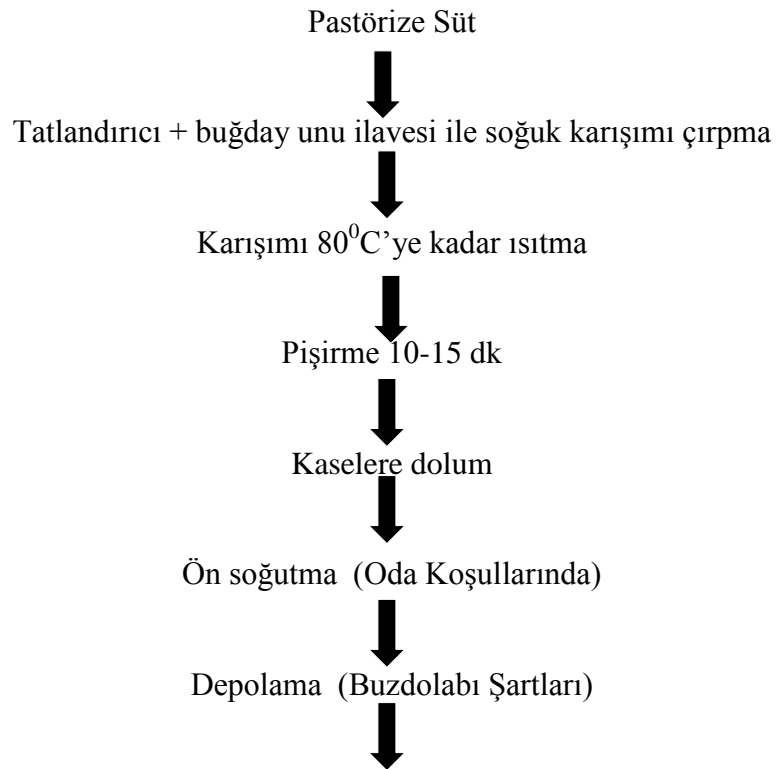 Pastörize Süt
Tatlandırıcı + buğday unu ilavesi ile soğuk karışımı çırpma
Karışımı 80⁰C’ye kadar ısıtma
Pişirme 10-15 dk
Kaselere dolum
Ön soğutma (Oda Koşullarında)
Depolama (Buzdolabı Şartları)